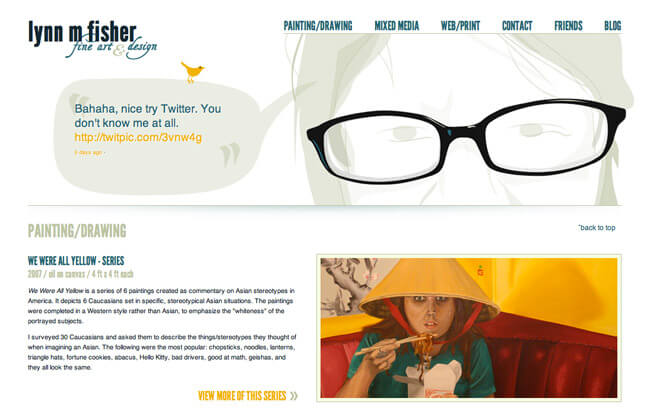 lynn m fisher
fine art & design
PAINTING/DRAWING MIXED MEDIA WEB/PRINT CONTACT FRIENDS BLOG
Bahaha, nice try Twitter. You
don't know me at all.
http://twitpic.com/3vnw4g
5 days ago -
PAINTING/DRAWING
ˆback to top
WE WERE ALL YELLOW - SERIES
2007 / oil on canvas / 4 ft x 4 ft each
We Were All Yellow is a series of 6 paintings created as commentary on Asian stereotypes in
America. It depicts 6 Caucasians set in specific, stereotypical Asian situations. The paintings
were completed in a Western style rather than Asian, to emphasize the "whiteness" of the
portrayed subjects.
I surveyed 30 Caucasians and asked them to describe the things/stereotypes they thought of
when imagining an Asian. The following were the most popular: chopsticks, noodles, lanterns,
triangle hats, fortune cookies, abacus, Hello Kitty, bad drivers, good at math, geishas, and
they all look the same.
VIEW MORE OF THIS SERIES »